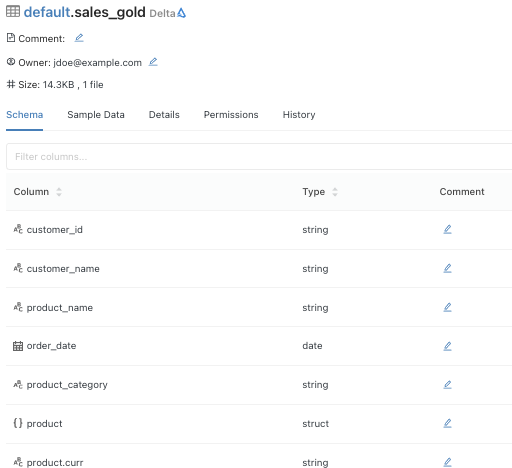 default.sales_gold Delta
Comment:
Owner: jdoe@example.com
Size: 14.3KB , 1 file
Schema Sample Data Details Permissions History
Filter columns...
Column Type Comment
customer_id string
customer_name string
product_name string
order_date date
product_category string
product struct
product.curr string